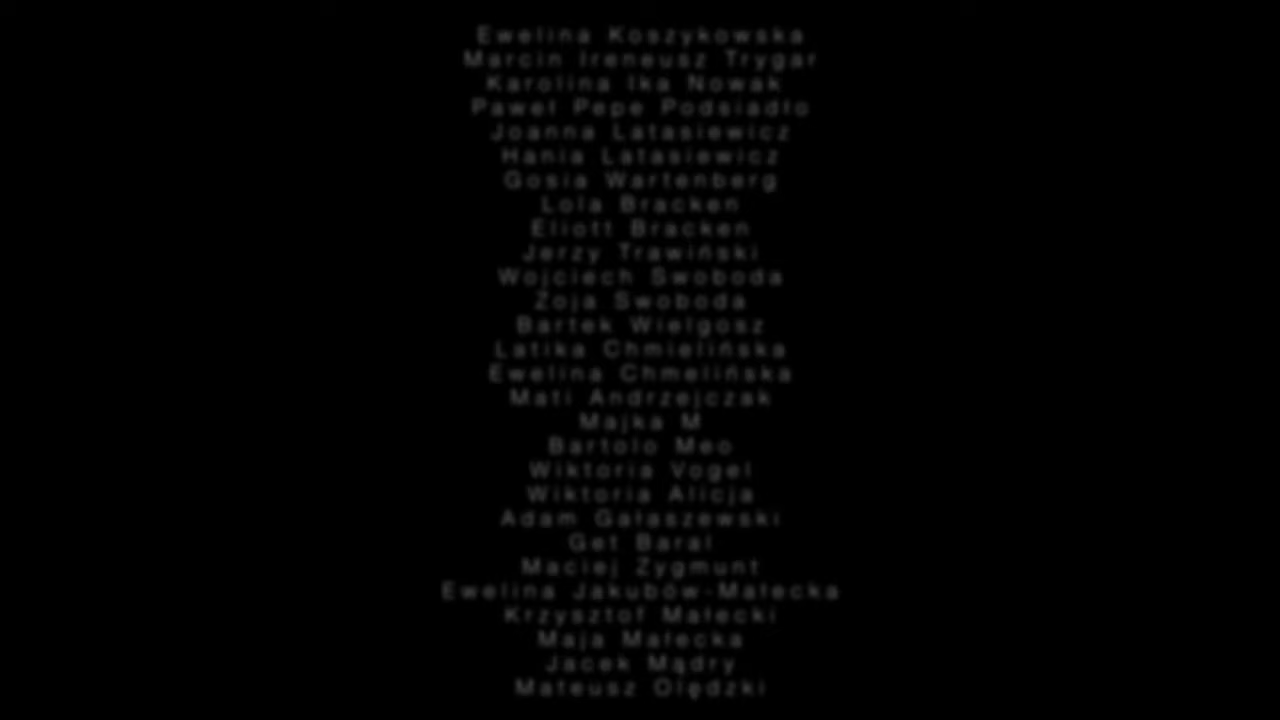 Ewelina Koszykowska
Marcin Ireneusz Trygar
Karolina Ika Nowak
Paweł Pepe Podsiadło
Joanna Latasiewicz
Hania Latasiewicz
Gosia Wartenberg
Lola Bracken
Eliott Bracken
Jerzy Trawiński
Wojciech Swoboda
Zoja Swoboda
Bartek Wielgosz
Latika Chmielińska
Ewelina Chmelińska
Mati Andrzejczak
Majka M
Bartolo Meo
Wiktoria Vogel
Wiktoria Alicja
Adam Gałaszewski
Get Baral
Maciej Zygmunt
Ewelina Jakubów-Małecka
Krzysztof Małecki
Maja Małecka
Jacek Mądry
Mateusz Olędzki